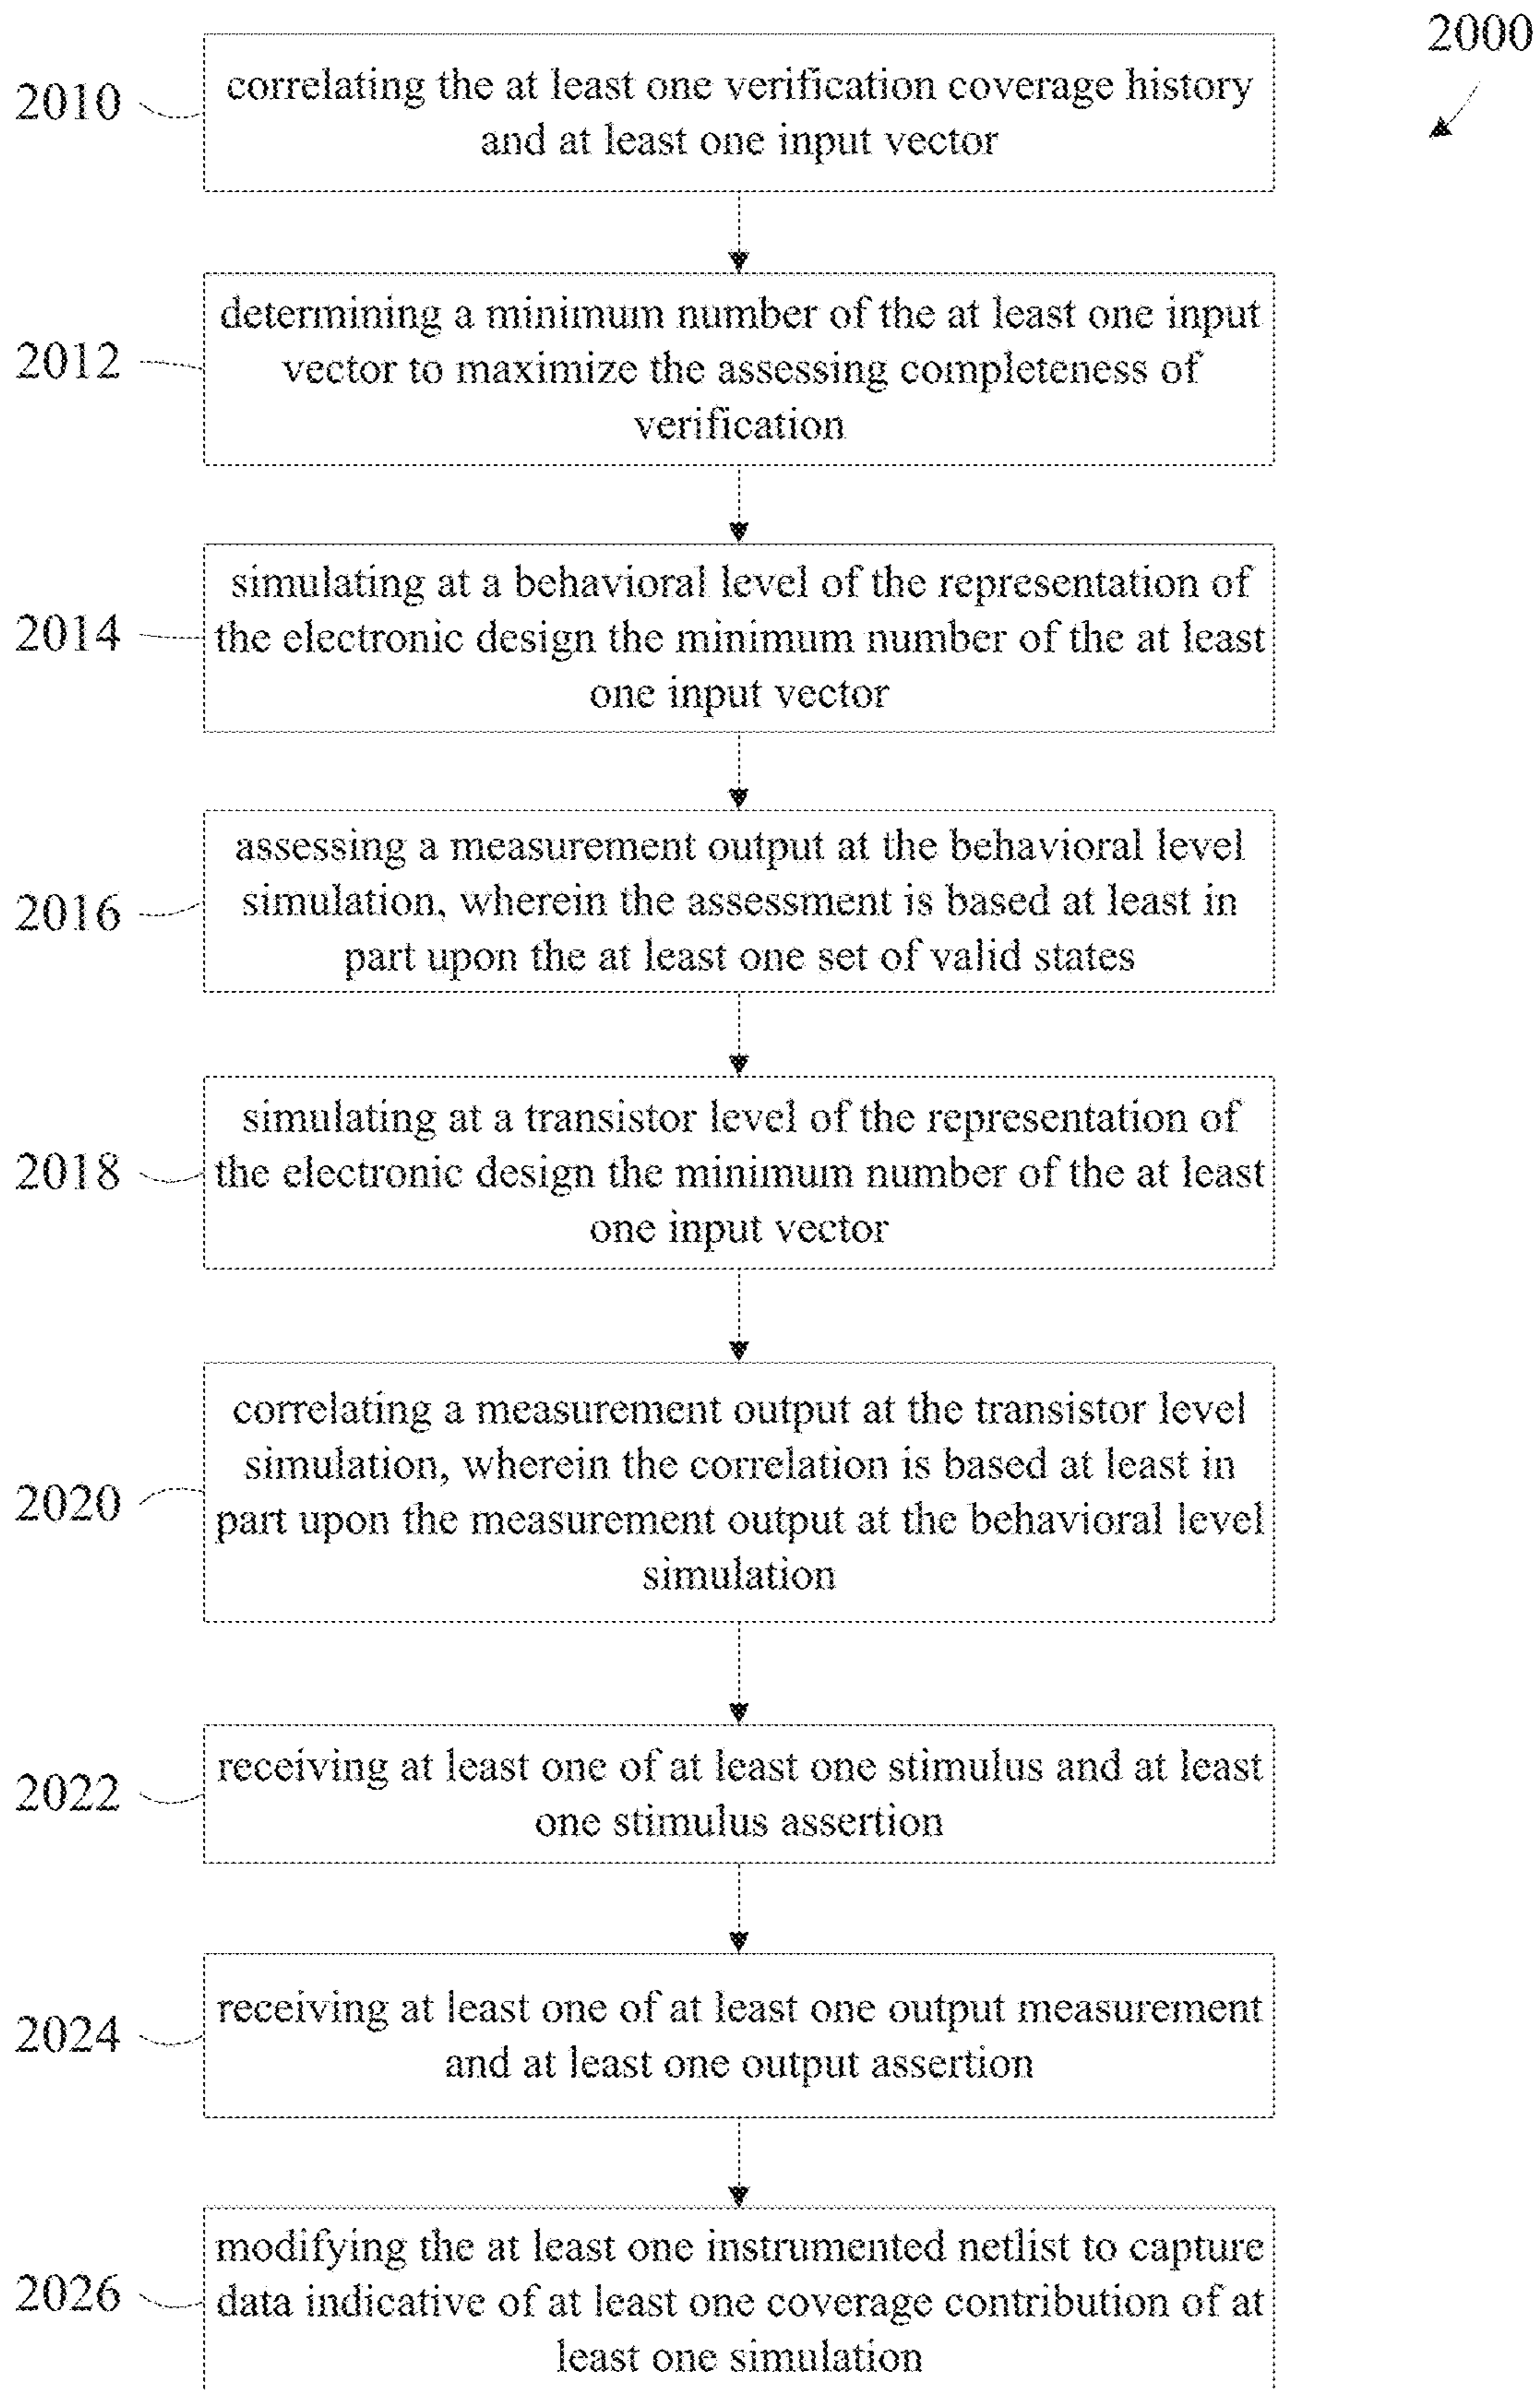 2000
2010
correlating the at least one verification coverage history
and at least one input vector
2012
determining a minimum number of the at least one input
vector to maximize the assessing completeness of
verification
2014
simulating at a behavioral level of the representation of
the electronic design the minimum number of the at least
one input vector
2016
assessing a measurement output at the behavioral level
simulation, wherein the assessment is based at least in
part upon the at least one set of valid states
2018
simulating at a transistor level of the representation of
the electronic design the minimum number of the at least
one input vector
2020
correlating a measurement output at the transistor level
simulation, wherein the correlation is based at least in
part upon the measurement output at the behavioral level
simulation
2022
receiving at least one of at least one stimulus and at least
one stimulus assertion
2024
receiving at least one of at least one output measurement
and at least one output assertion
2026
modifying the at least one instrumented netlist to capture
data indicative of at least one coverage contribution of at
least one simulation